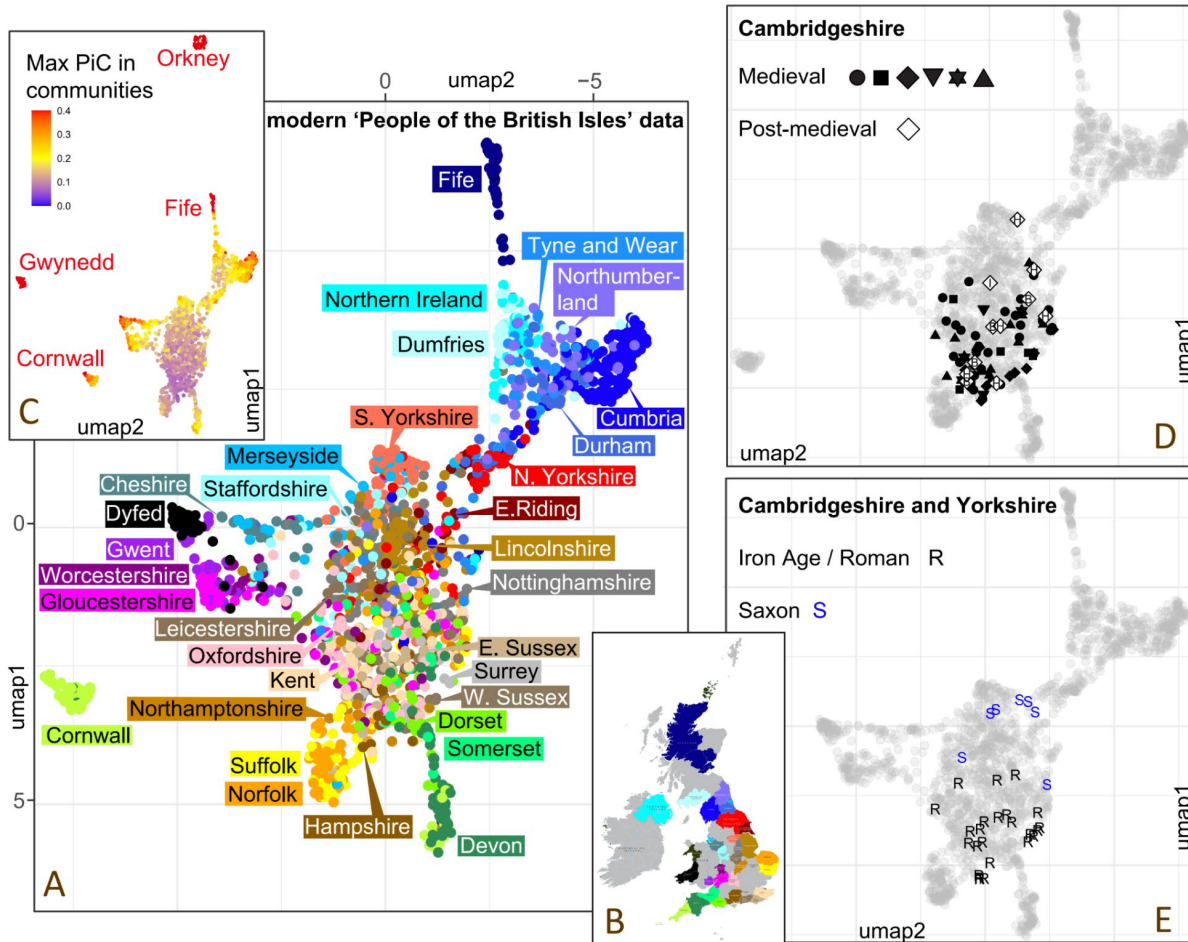 Orkney
Max PiC in
communities
0.4
0.3
0.2
0.1
0.0
Fife
Gwynedd
Cornwall
C
umap2
umap1
0
umap2
−5
modern ‘People of the British Isles’ data
Fife
Tyne and Wear
Northumber-
land
Northern Ireland
Dumfries
Cumbria
S. Yorkshire
Durham
Merseyside
N. Yorkshire
Cheshire
Staffordshire
Dyfed
E.Riding
Gwent
Lincolnshire
Worcestershire
Nottinghamshire
Gloucestershire
Leicestershire
Oxfordshire
E. Sussex
Kent
Surrey
W. Sussex
Northamptonshire
Dorset
Cornwall
Somerset
Suffolk
Norfolk
Hampshire
Devon
0
5
umap1
A
B
Cambridgeshire
Medieval
Post-medieval
umap1
umap2
D
Cambridgeshire and Yorkshire
Iron Age / Roman R
Saxon S
S S S S S
S
S
R R R
R
R R R R R
R R R R R R
R
R R R
umap1
umap2
E